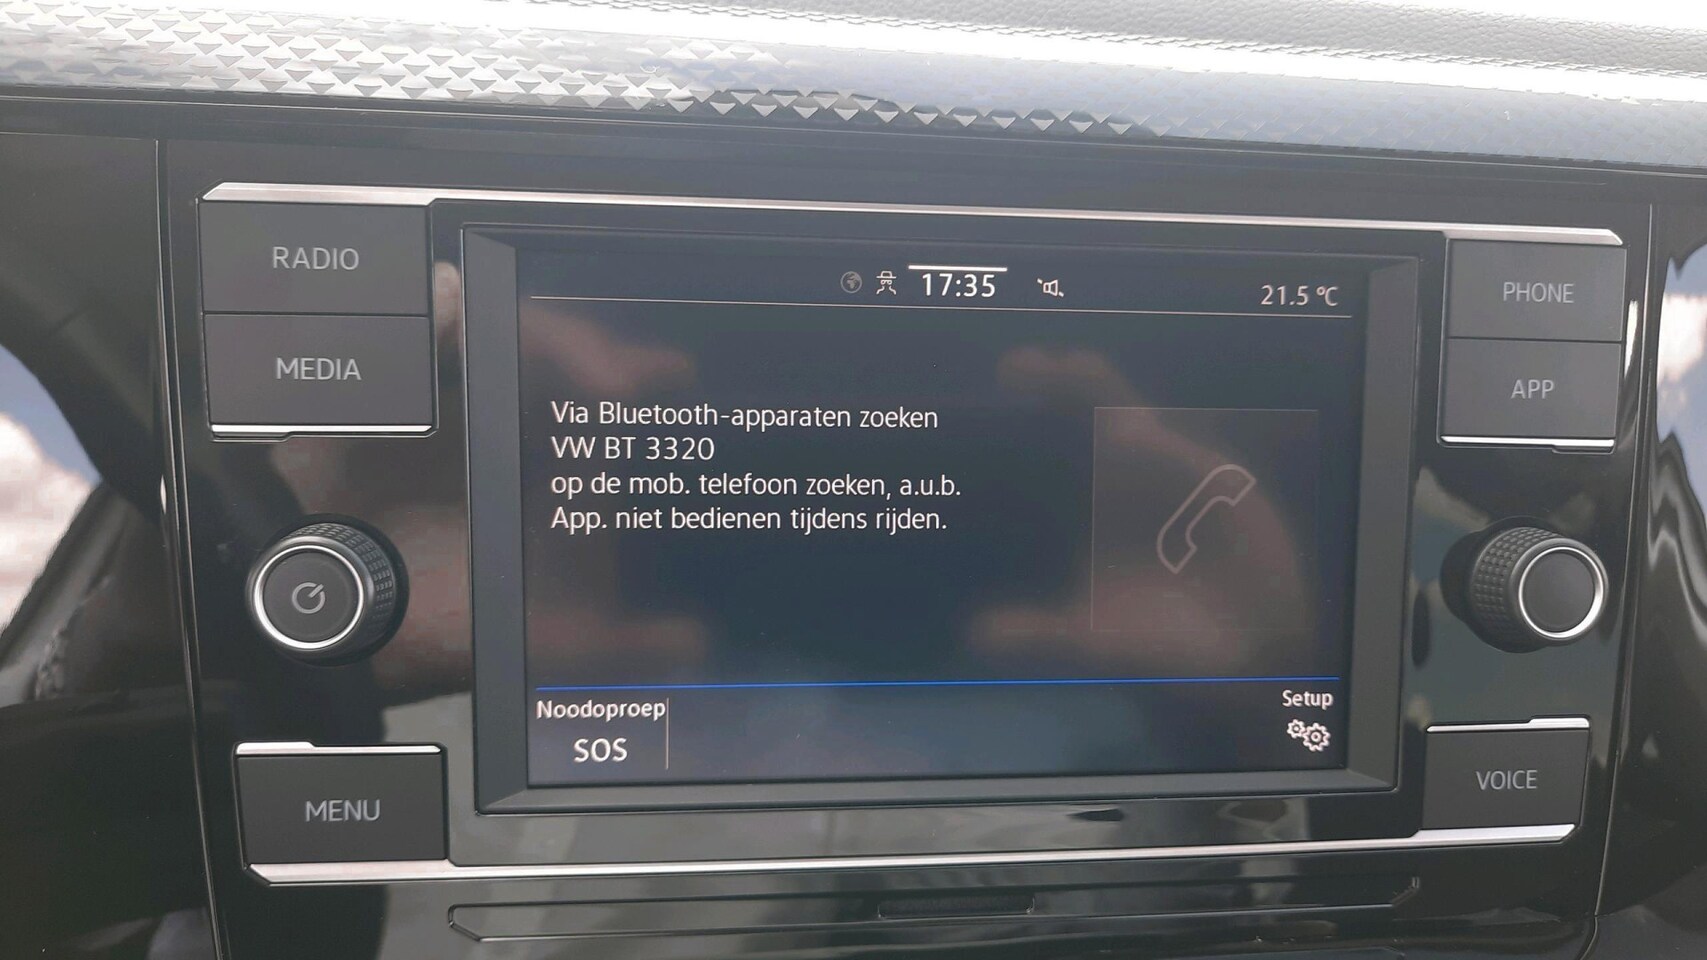 RADIO
MEDIA
MENU
17:35
21.5 °C
Via Bluetooth-apparaten zoeken
VW BT 3320
op de mob. telefoon zoeken, a.u.b.
App. niet bedienen tijdens rijden.
Noodoproep
SOS
Setup
PHONE
APP
VOICE